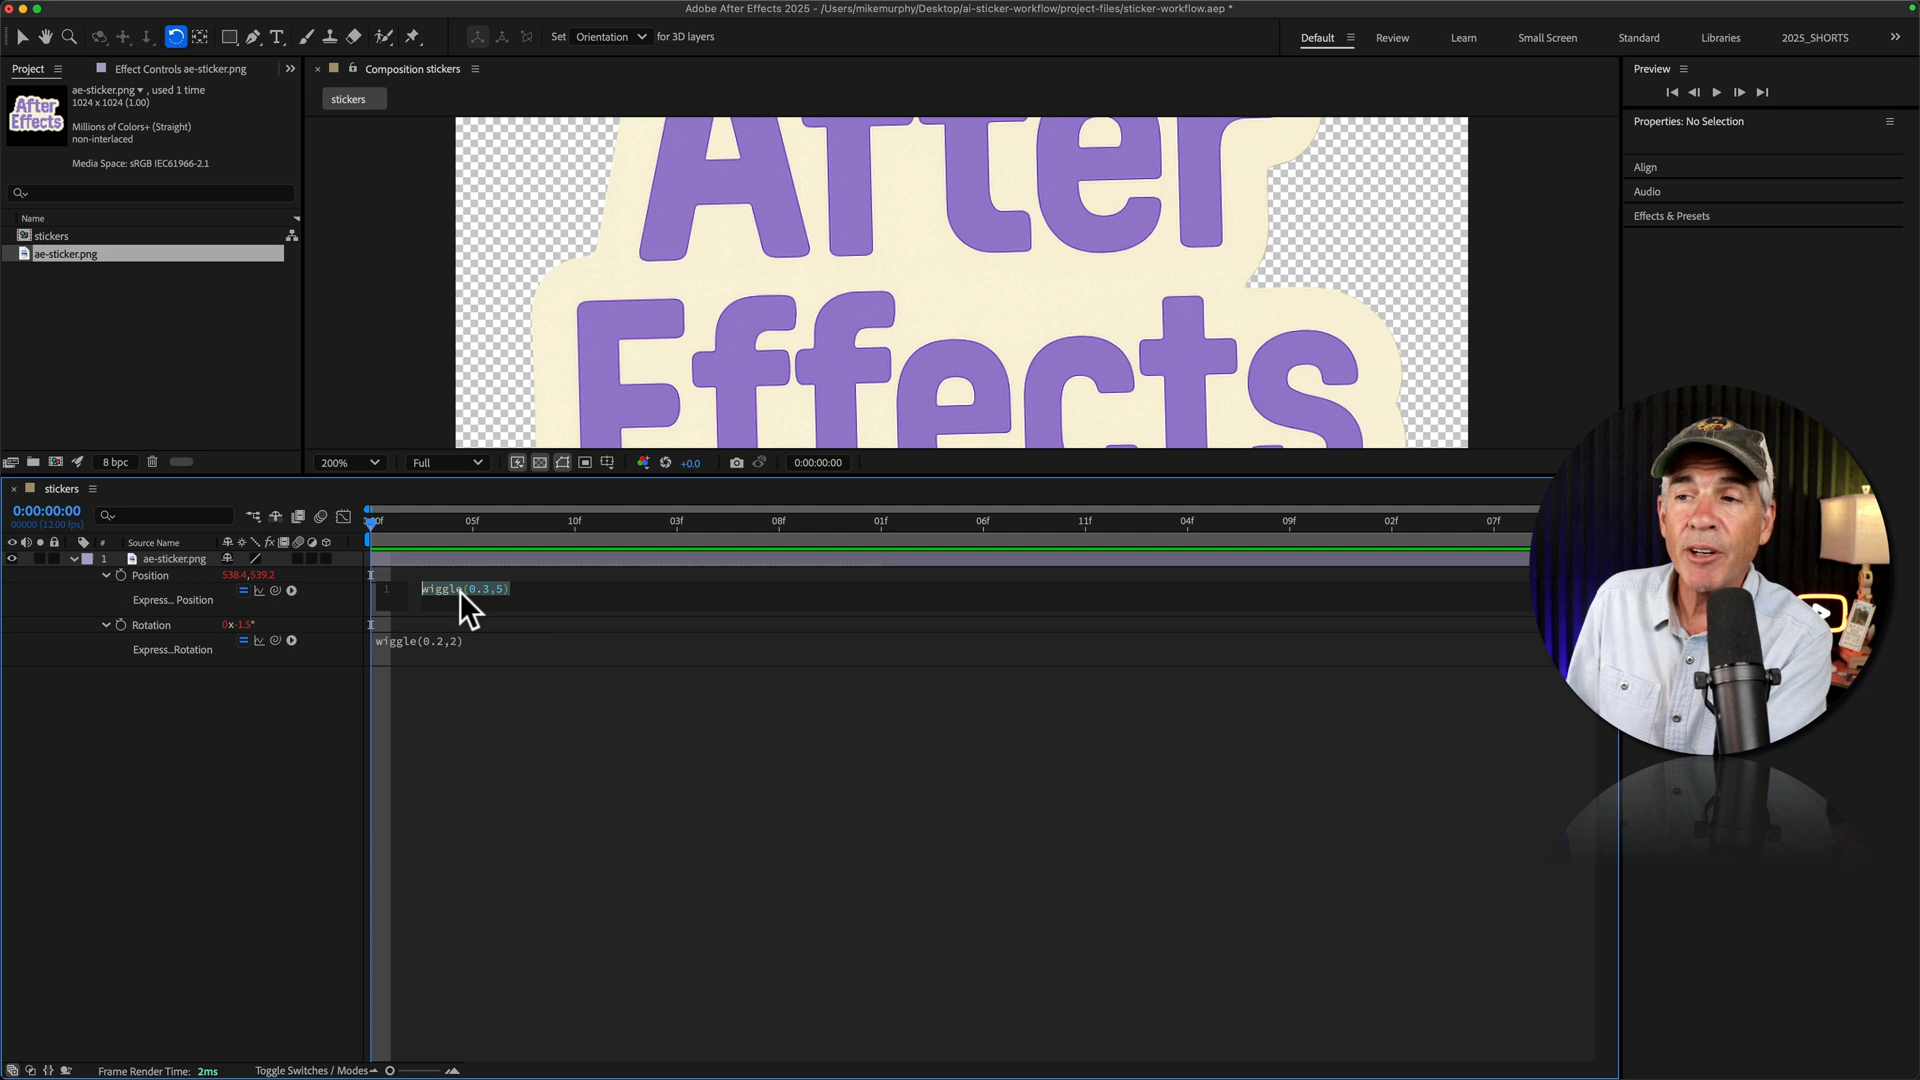 Adobe After Effects 2025 - /Users/mikemurphy/Desktop/ai-sticker-workflow/project-files/sticker-workflow.aep *
Set Orientation for 3D layers
Default Review Learn Small Screen Standard Libraries 2025_SHORTS
Project Effect Controls ae-sticker.png
Composition stickers
Preview
ae-sticker.png , used 1 time
1024 x 1024 (1.00)
Millions of Colors+ (Straight)
non-interlaced
Media Space: sRGB IEC61966-2.1
After
Effects
stickers
Properties: No Selection
Align
Audio
Effects & Presets
Name
stickers
ae-sticker.png
After
Effects
8 bpc
200% Full +0.0 0:00:00:00
stickers
0:00:00:00
00000 (12.00 fps)
05f 10f 03f 08f 01f 06f 11f 04f 09f 02f 07f
# Source Name
1 ae-sticker.png
Position 538.4,539.2
Express... Position
1 wiggle(0.3,5)
Rotation 0x-1.5°
Express...Rotation
wiggle(0.2,2)
Frame Render Time: 2ms
Toggle Switches / Modes